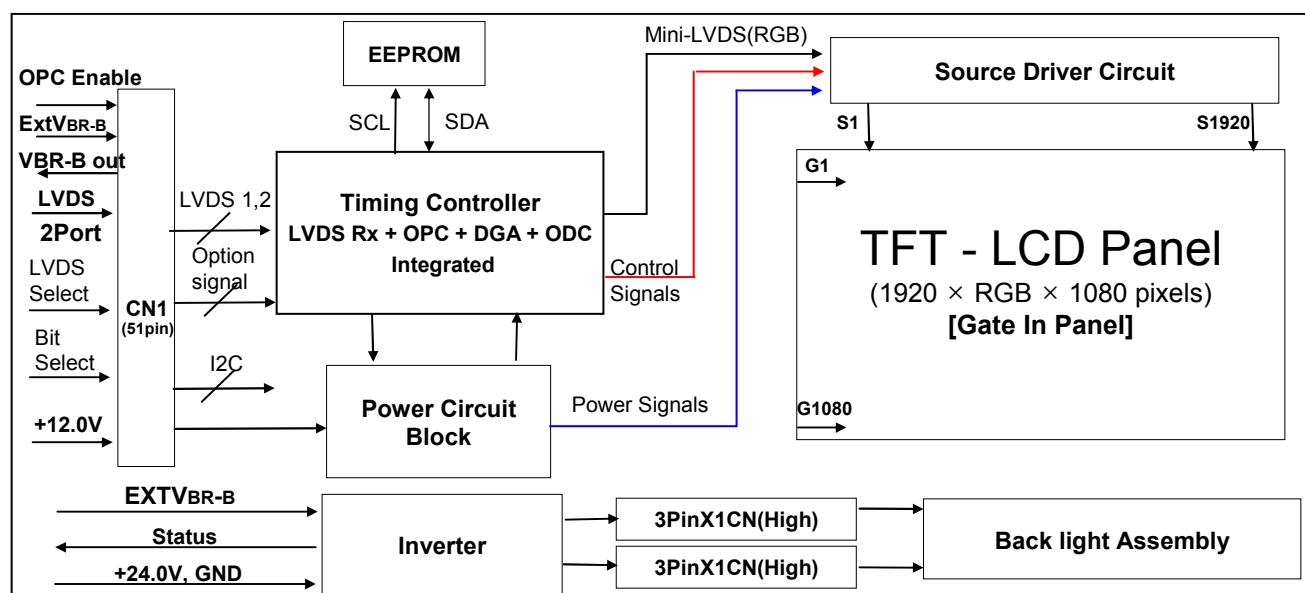 EEPROM
SCL
SDA
Mini-LVDS(RGB)
Source Driver Circuit
S1
S1920
OPC Enable
ExtVBR-B
VBR-B out
LVDS
2Port
LVDS
Select
Bit
Select
+12.0V
CN1
(51pin)
LVDS 1,2
Option
signal
I2C
Timing Controller
LVDS Rx + OPC + DGA + ODC
Integrated
Control
Signals
Power Circuit
Block
Power Signals
G1
TFT - LCD Panel
(1920 × RGB × 1080 pixels)
[Gate In Panel]
G1080
EXTVBR-B
Status
+24.0V, GND
Inverter
3PinX1CN(High)
3PinX1CN(High)
Back light Assembly